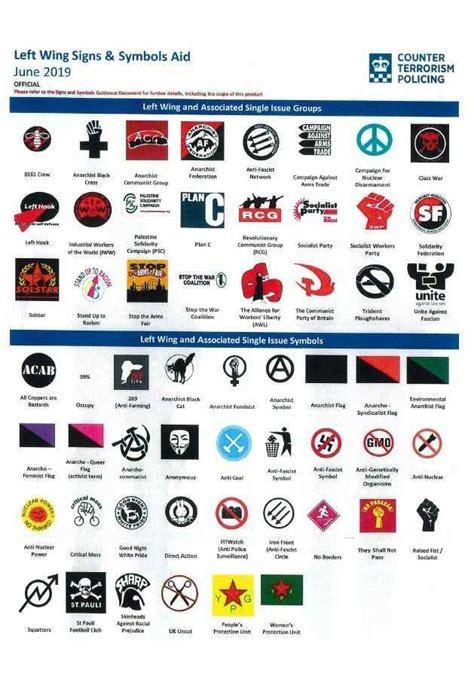 Left Wing Signs & Symbols Aid
June 2019
OFFICIAL
Please refer to the Signs and Symbols Guidance Document for further details, including the scope of this product
COUNTER
TERRORISM
POLICING
Left Wing and Associated Single Issue Groups
ACG
ANARCHIST
AF
FEDERATION
CAMPAIGN
AGAINST
ARMS
TRADE
0161 Crew
Anarchist Black
Cross
Anarchist
Communist Group
Anarchist
Federation
Anti-Fascist
Network
Campaign
Against Arms Trade
Campaign for
Nuclear
Disarmament
Class War
Left Hook
PALESTINE
SOLIDARITY
CAMPAIGN
PLAN
C
RCG
Socialist
Party
SWP
SF
Left Hook
Industrial Workers
of the World (IWW)
Palestine
Solidarity
Campaign (PSC)
Plan C
Revolutionary
Communist Group
(RCG)
Socialist Party
Socialist Workers
Party
Solidarity
Federation
SOLSTAR
STAND UP TO
RACISM
STOP
THE
ARMS FAIR
STOP THE WAR
COALITION
unite
against fascism
Solstar
Stand Up to
Racism
Stop the Arms
Fair
Stop the War
Coalition
The Alliance for
Workers' Liberty
(AWL)
Communist Party
of Britain
Trident
Ploughshares
Unite Against
Fascism
Left Wing and Associated Single Issue Symbols
ACAB
99%
269
life
GMO
All Coppers are
Bastards
Occupy
269
(Anti-Farming)
Anarchist Black
Cat
Anarchist Feminist
Anarchist
Symbol
Anarchist Flag
Anarcho -
Syndicalist Flag
Environmental
Anarchist Flag
Anarcho -
Feminist Flag
Anarcho - Queer
Flag
(activist term)
Anarcho-
communist
Anonymous
Anti-Coal
Anti-Fascist
Symbol
Anti-Fascist
Symbol
Anti-Genetically
Modified
Organisms
Anti-Nuclear
NUCLEAR POWER?
NO THANKS!
critical mass
GOOD NIGHT
WHITE PRIDE
NO PASARAN!
Anti-Nuclear
Power
Critical Mass
Good Night
White Pride
Direct Action
FITWatch
(Anti Police
Surveillance)
Iron Front
(Anti-Fascist
Circle)
No Borders
They Shall Not
Pass
Raised Fist /
Socialist
ST PAULI
SHARP
YPG
Squatters
St Pauli
Football Club
Skinheads
Against Racial
Prejudice
UK Uncut
People's
Protection Unit
Women's
Protection Unit